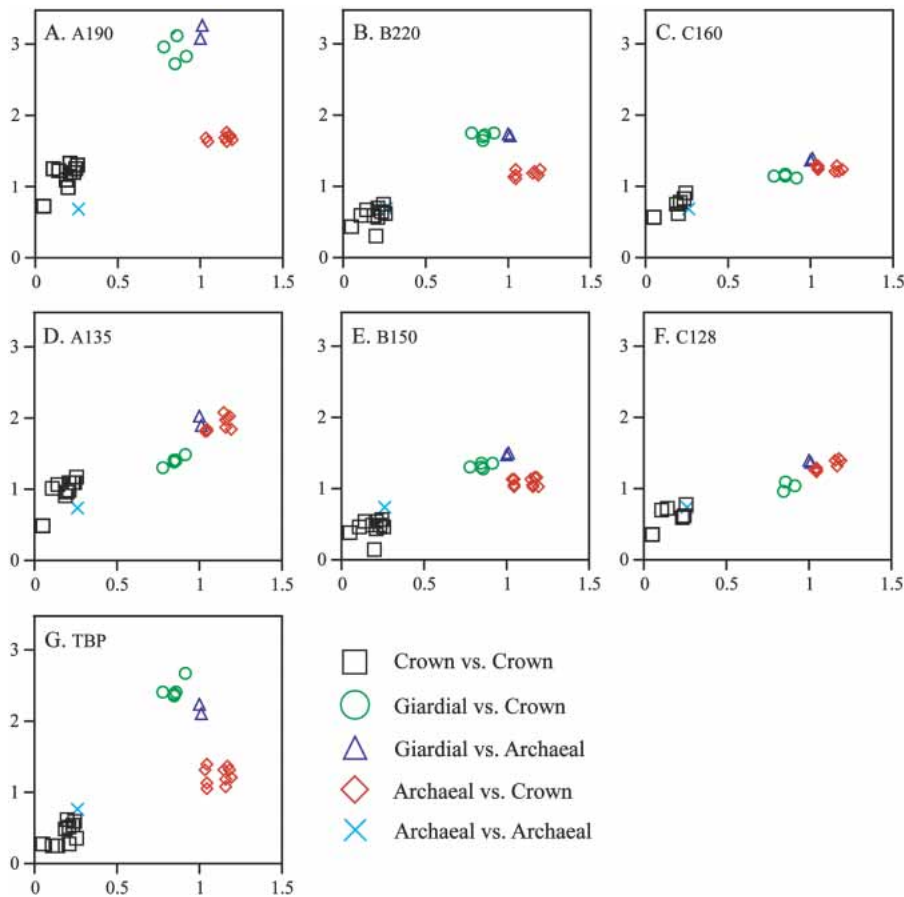 A. A190
3
2
1
0
0 0.5 1 1.5
B. B220
3
2
1
0
0 0.5 1 1.5
C. C160
3
2
1
0
0 0.5 1 1.5
D. A135
3
2
1
0
0 0.5 1 1.5
E. B150
3
2
1
0
0 0.5 1 1.5
F. C128
3
2
1
0
0 0.5 1 1.5
G. TBP
3
2
1
0
0 0.5 1 1.5
Crown vs. Crown
Giardial vs. Crown
Giardial vs. Archaeal
Archaeal vs. Crown
Archaeal vs. Archaeal